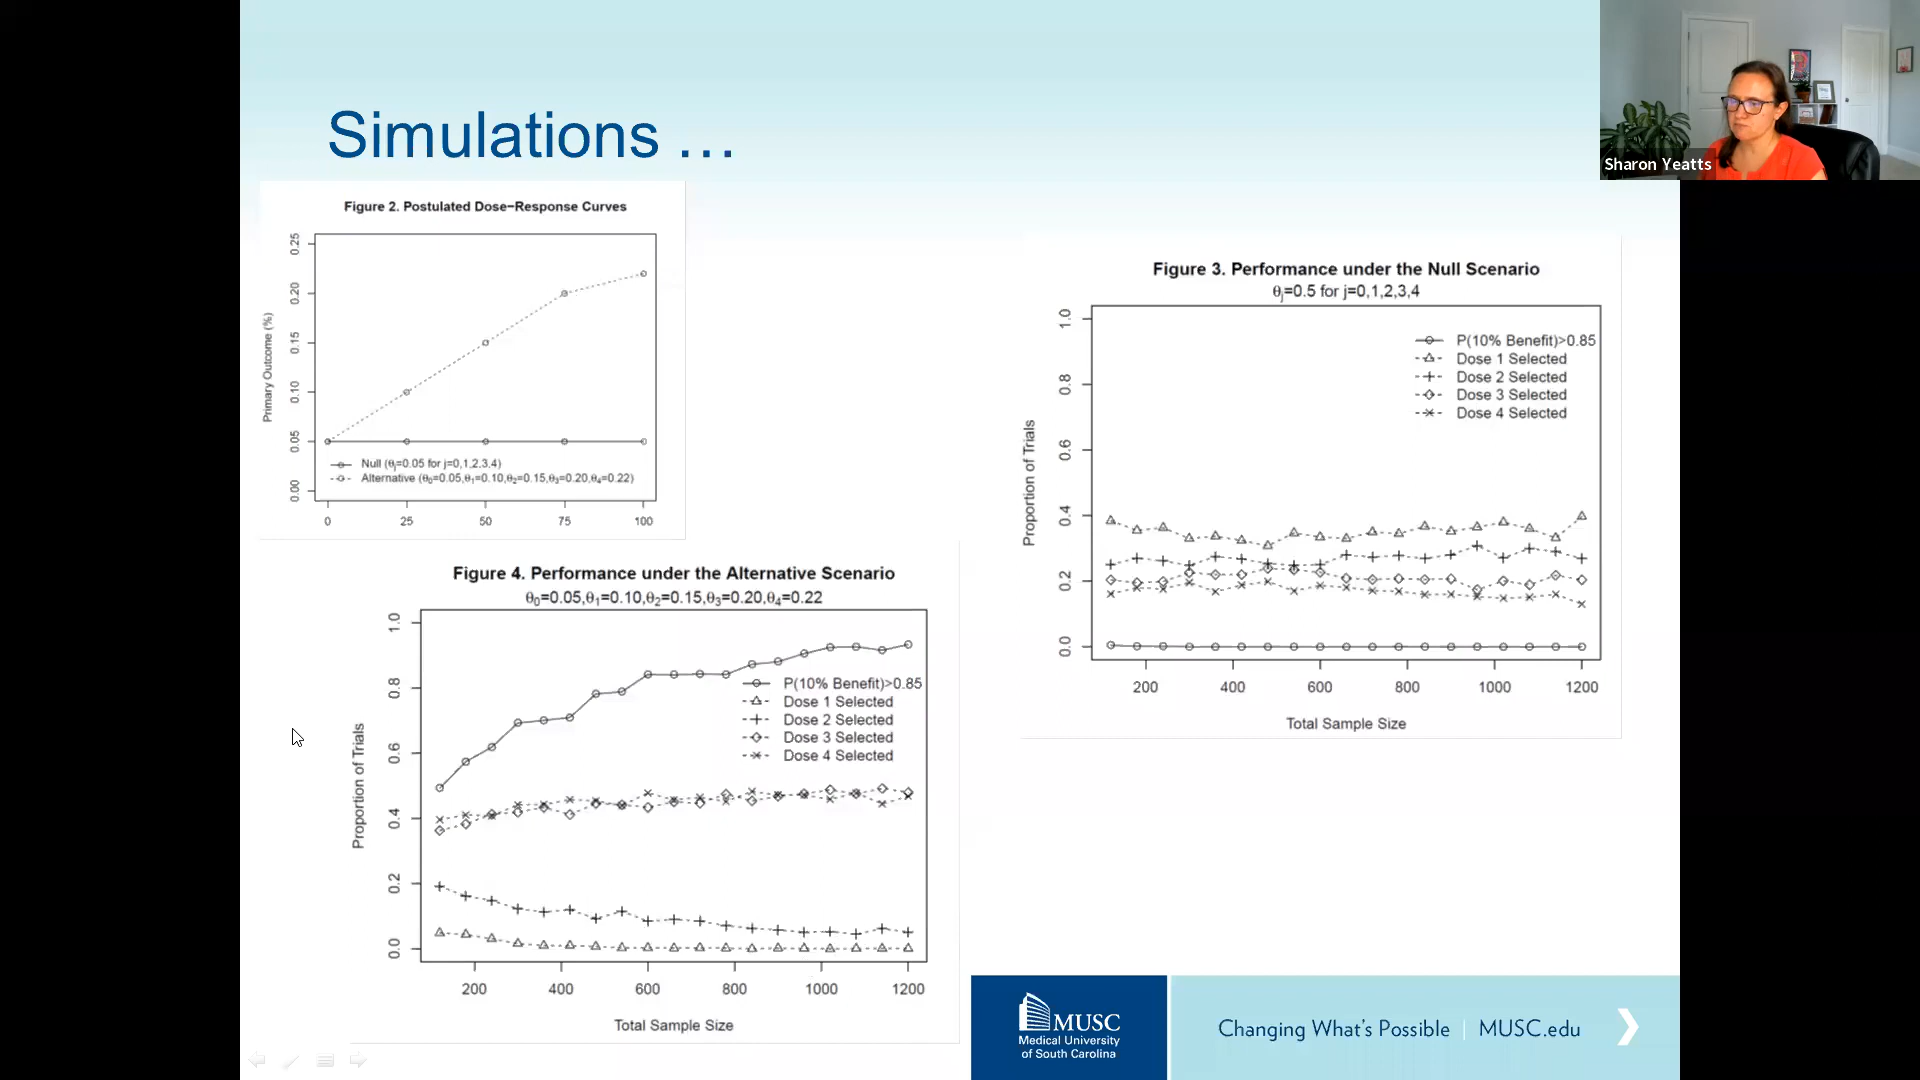 Simulations …
Sharon Yeatts
Figure 2. Postulated Dose−Response Curves
Primary Outcome (%)
0.25
0.20
0.15
0.10
0.05
0.00
Null (θj=0.05 for j=0,1,2,3,4)
Alternative (θ0=0.05,θ1=0.10,θ2=0.15,θ3=0.20,θ4=0.22)
0 25 50 75 100
Figure 3. Performance under the Null Scenario
θj=0.5 for j=0,1,2,3,4
Proportion of Trials
1.0
0.8
0.6
0.4
0.2
0.0
P(10% Benefit)>0.85
Dose 1 Selected
Dose 2 Selected
Dose 3 Selected
Dose 4 Selected
200 400 600 800 1000 1200
Total Sample Size
Figure 4. Performance under the Alternative Scenario
θ0=0.05,θ1=0.10,θ2=0.15,θ3=0.20,θ4=0.22
Proportion of Trials
1.0
0.8
0.6
0.4
0.2
0.0
P(10% Benefit)>0.85
Dose 1 Selected
Dose 2 Selected
Dose 3 Selected
Dose 4 Selected
200 400 600 800 1000 1200
Total Sample Size
MUSC
Medical University
of South Carolina
Changing What's Possible | MUSC.edu